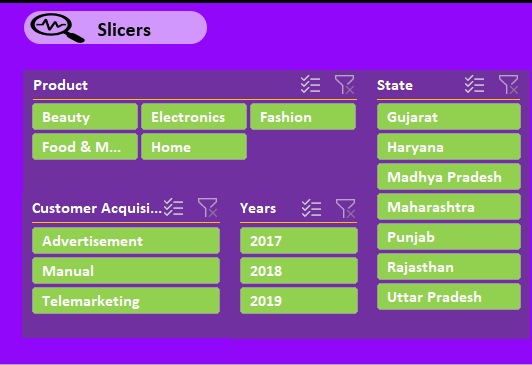 Slicers
Product
Beauty Electronics Fashion
Food & M... Home
State
Gujarat
Haryana
Madhya Pradesh
Maharashtra
Punjab
Rajasthan
Uttar Pradesh
Customer Acquisi...
Advertisement
Manual
Telemarketing
Years
2017
2018
2019